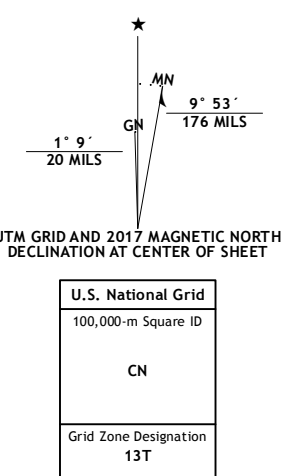 ★
MN
9° 53´
176 MILS
GN
1° 9´
20 MILS
UTM GRID AND 2017 MAGNETIC NORTH
DECLINATION AT CENTER OF SHEET
U.S. National Grid
100,000-m Square ID
CN
Grid Zone Designation
13T